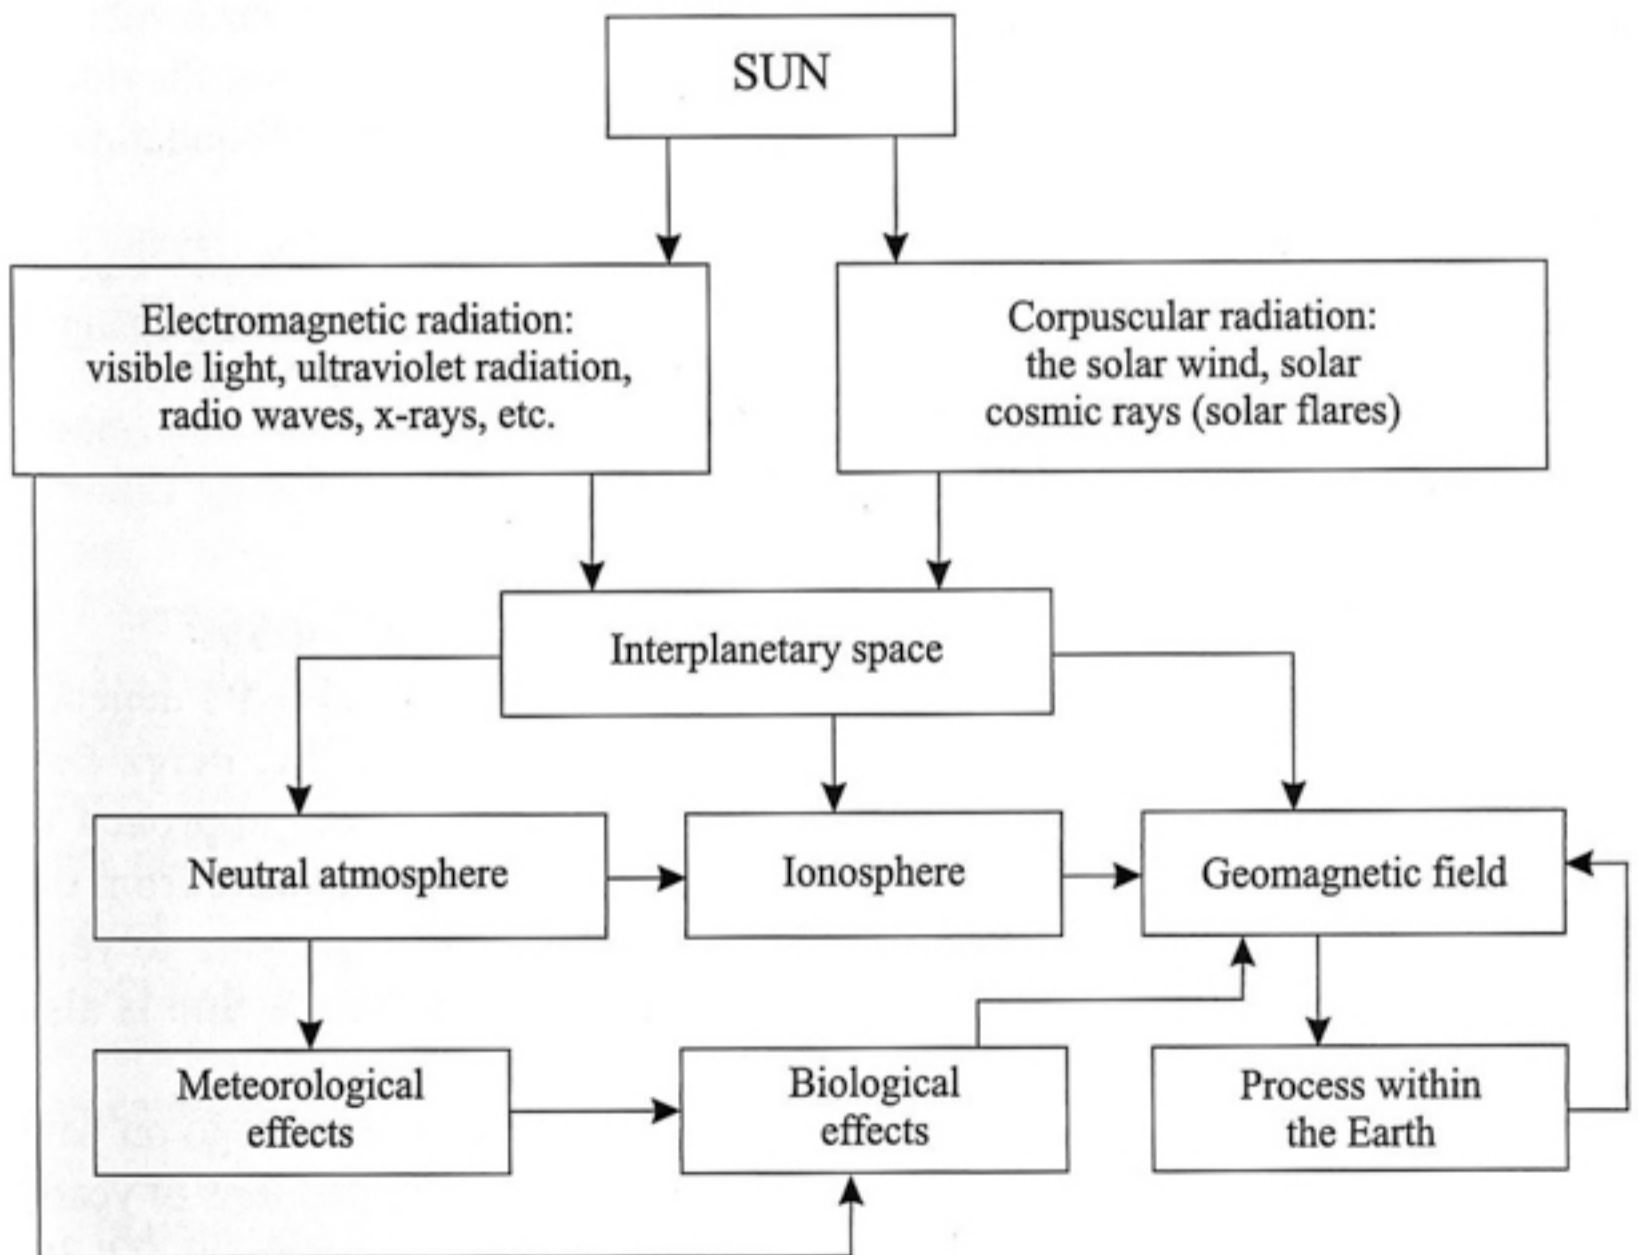 SUN
Electromagnetic radiation:
visible light, ultraviolet radiation,
radio waves, x-rays, etc.
Corpuscular radiation:
the solar wind, solar
cosmic rays (solar flares)
Interplanetary space
Neutral atmosphere
Ionosphere
Geomagnetic field
Meteorological
effects
Biological
effects
Process within
the Earth